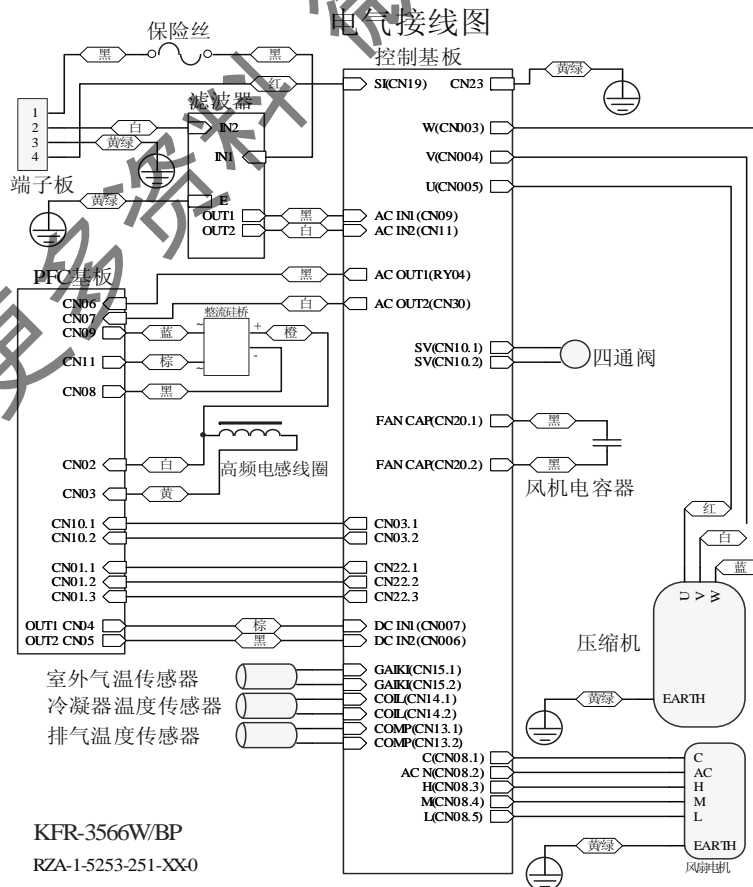 电气接线图
保险丝
控制基板
黑
黑
黄绿
红
SI(CN19)
CN23
滤波器
1
2
3
4
白
黄绿
IN2
IN1
W(CN003)
V(CN004)
U(CN005)
端子板
黄绿
E
OUT1
OUT2
黑
白
AC IN1(CN09)
AC IN2(CN11)
PFC基板
黑
AC OUT1(RY04)
白
AC OUT2(CN30)
CN06
CN07
CN09
CN11
CN08
蓝
棕
黑
整流硅桥
~
~
+
-
橙
SV(CN10.1)
SV(CN10.2)
四通阀
FAN CAP(CN20.1)
黑
FAN CAP(CN20.2)
黑
风机电容器
CN02
白
高频电感线圈
CN03
黄
CN10.1
CN10.2
CN03.1
CN03.2
红
白
蓝
CN01.1
CN01.2
CN01.3
CN22.1
CN22.2
CN22.3
U
V
W
OUT1 CN04
OUT2 CN05
棕
黑
DC IN1(CN007)
DC IN2(CN006)
压缩机
室外气温传感器
GAIKI(CN15.1)
GAIKI(CN15.2)
冷凝器温度传感器
COIL(CN14.1)
COIL(CN14.2)
排气温度传感器
COMP(CN13.1)
COMP(CN13.2)
黄绿
EARTH
C(CN08.1)
AC N(CN08.2)
H(CN08.3)
M(CN08.4)
L(CN08.5)
C
AC
H
M
L
黄绿
EARTH
风扇电机
KFR-3566W/BP
RZA-1-5253-251-XX-0
更多资料